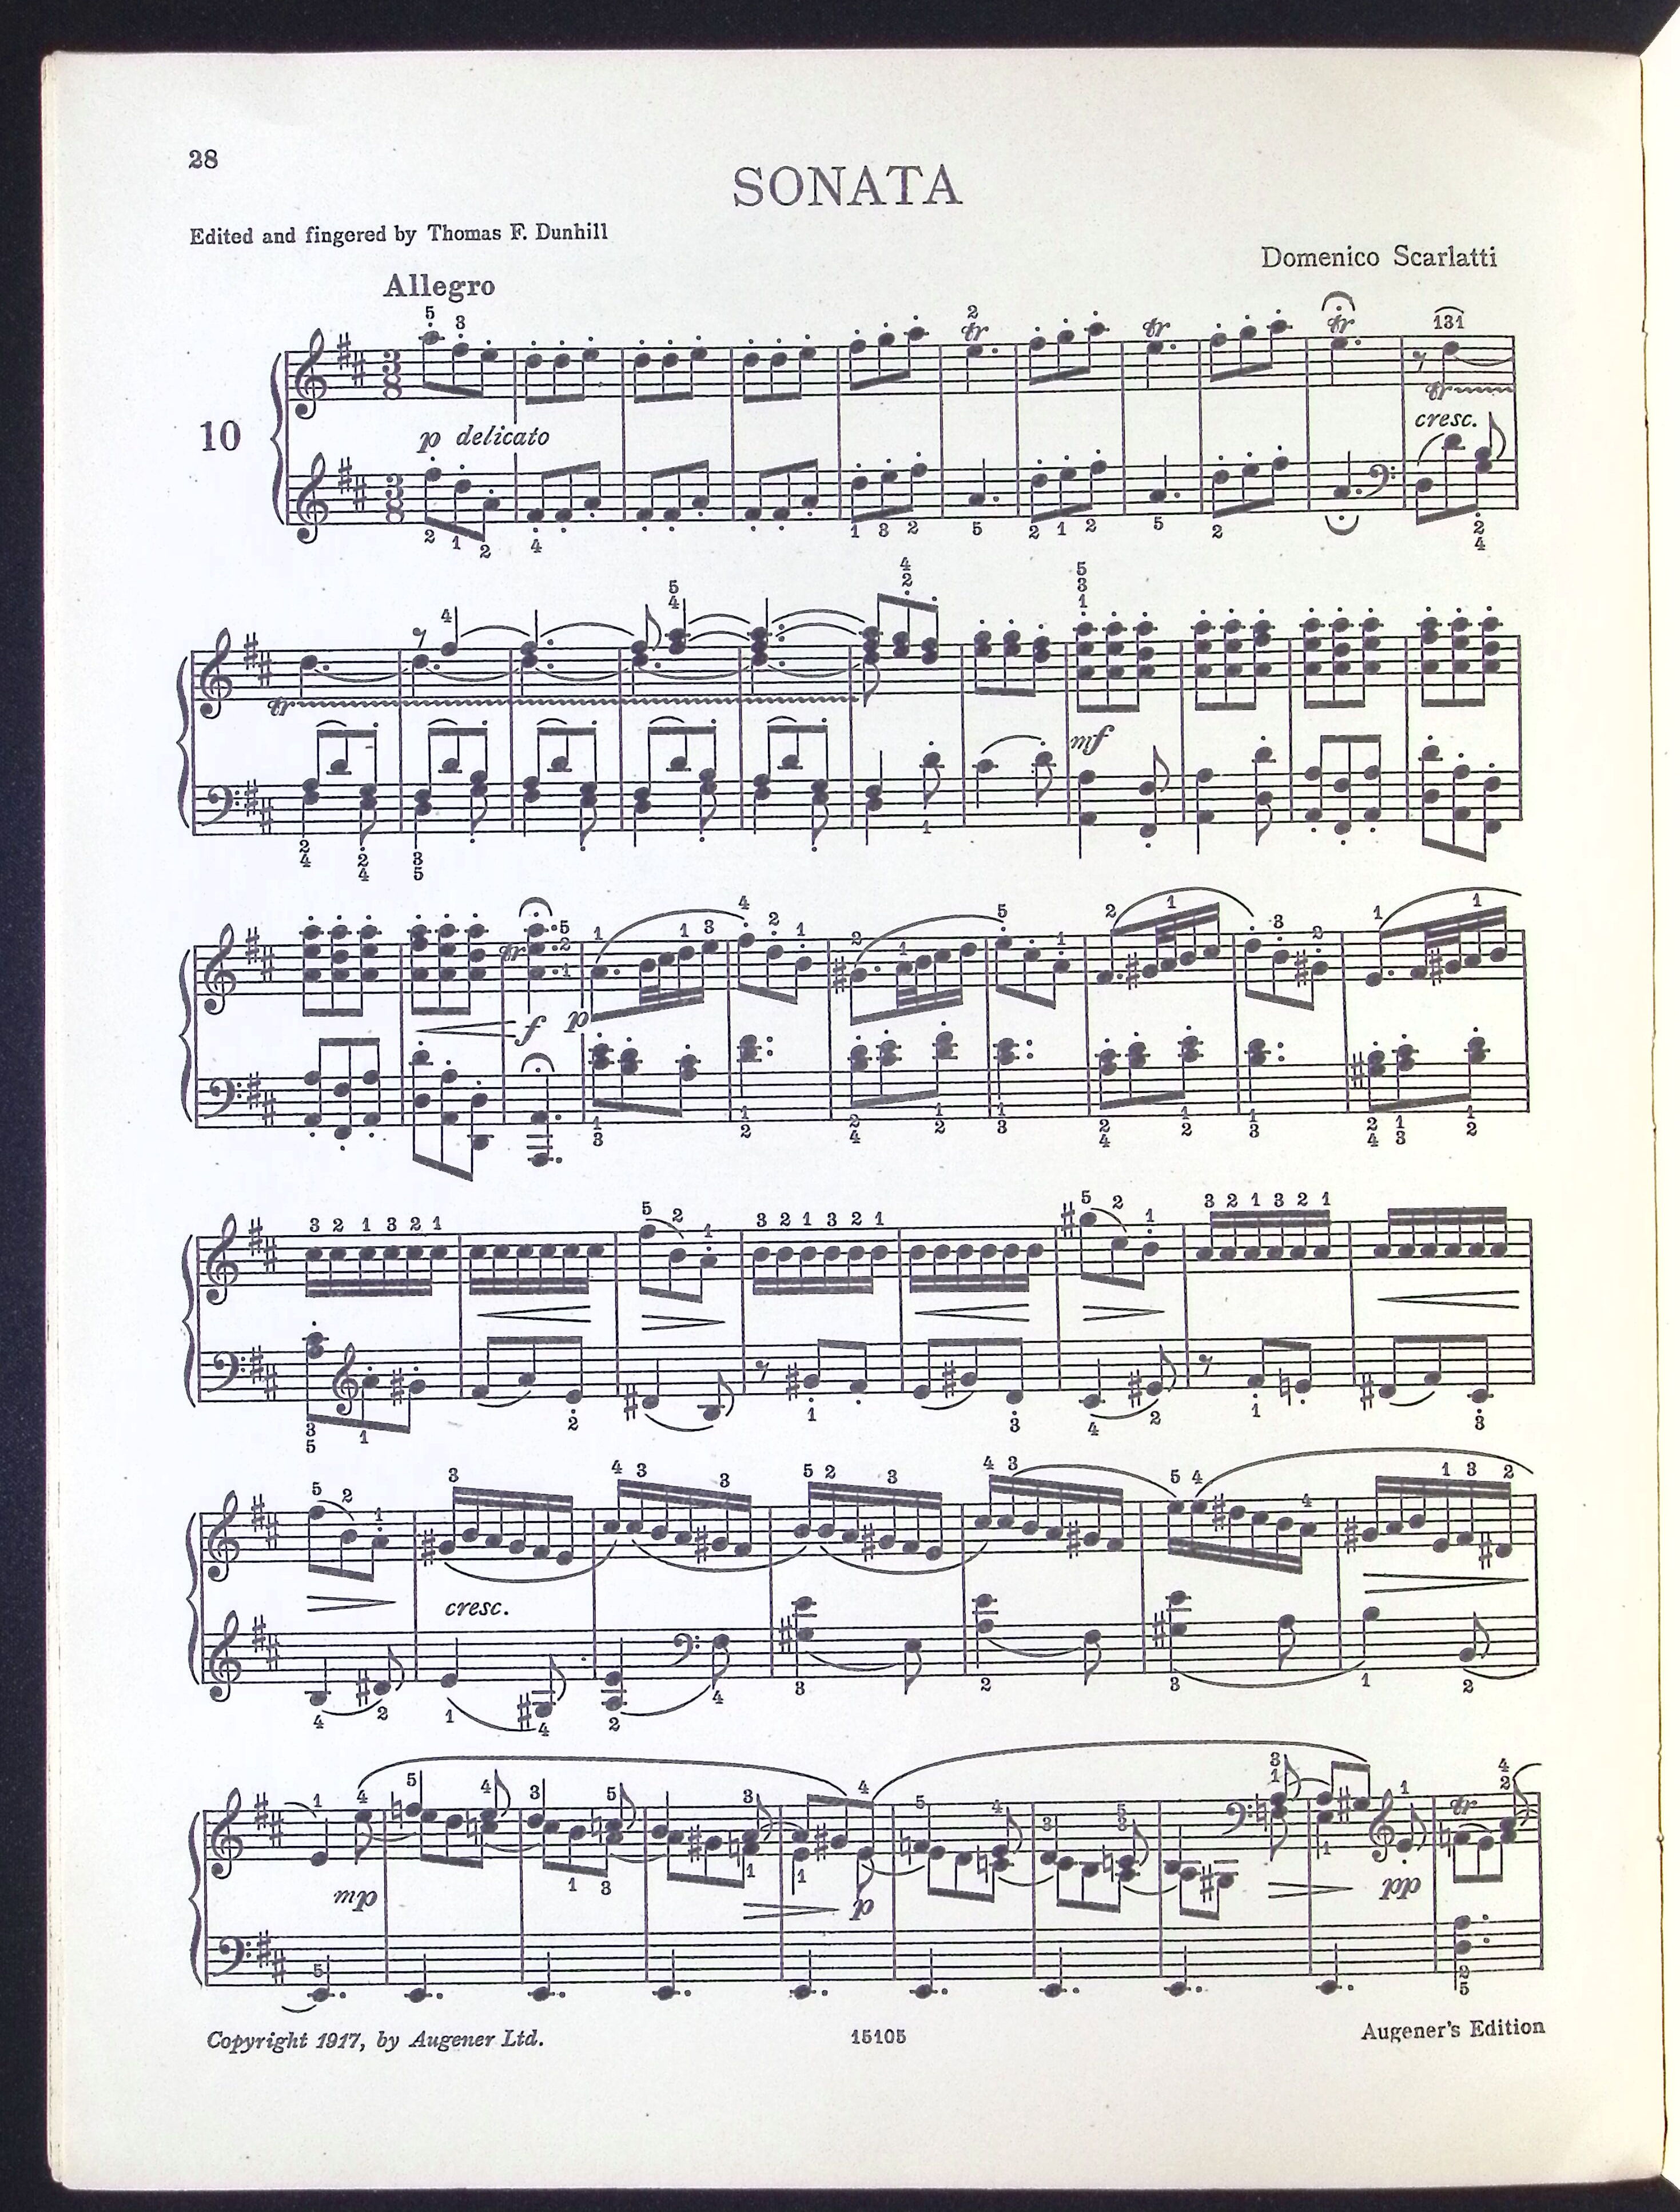 28
SONATA
Edited and fingered by Thomas F. Dunhill
Domenico Scarlatti
Allegro
10
p delicato
cresc.
mf
f p
cresc.
mp
p
pp
Copyright 1917, by Augener Ltd.
15105
Augener's Edition